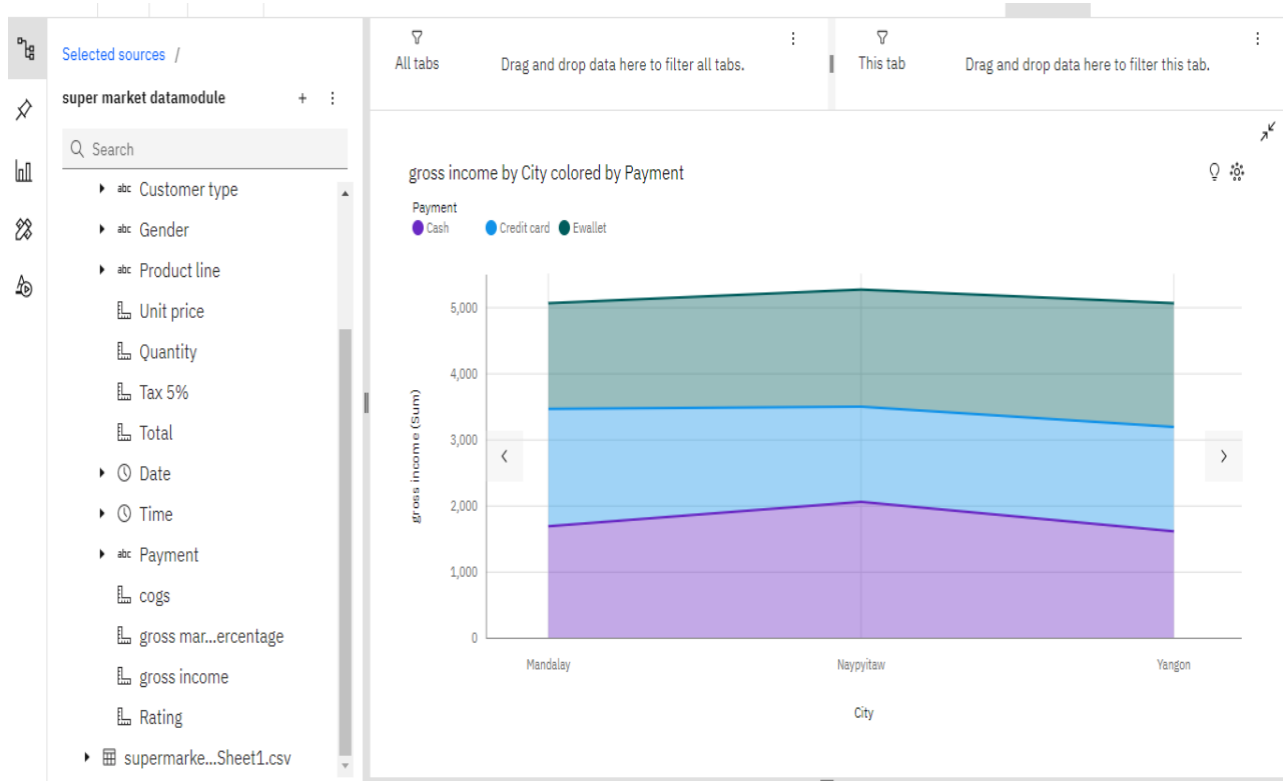 Selected sources /
super market datamodule
Search
abc Customer type
abc Gender
abc Product line
Unit price
Quantity
Tax 5%
Total
Date
Time
abc Payment
cogs
gross mar...ercentage
gross income
Rating
supermarke...Sheet1.csv
All tabs
Drag and drop data here to filter all tabs.
This tab
Drag and drop data here to filter this tab.
gross income by City colored by Payment
Payment
Cash Credit card Ewallet
gross income (Sum)
5,000
4,000
3,000
2,000
1,000
0
Mandalay Naypyitaw Yangon
City